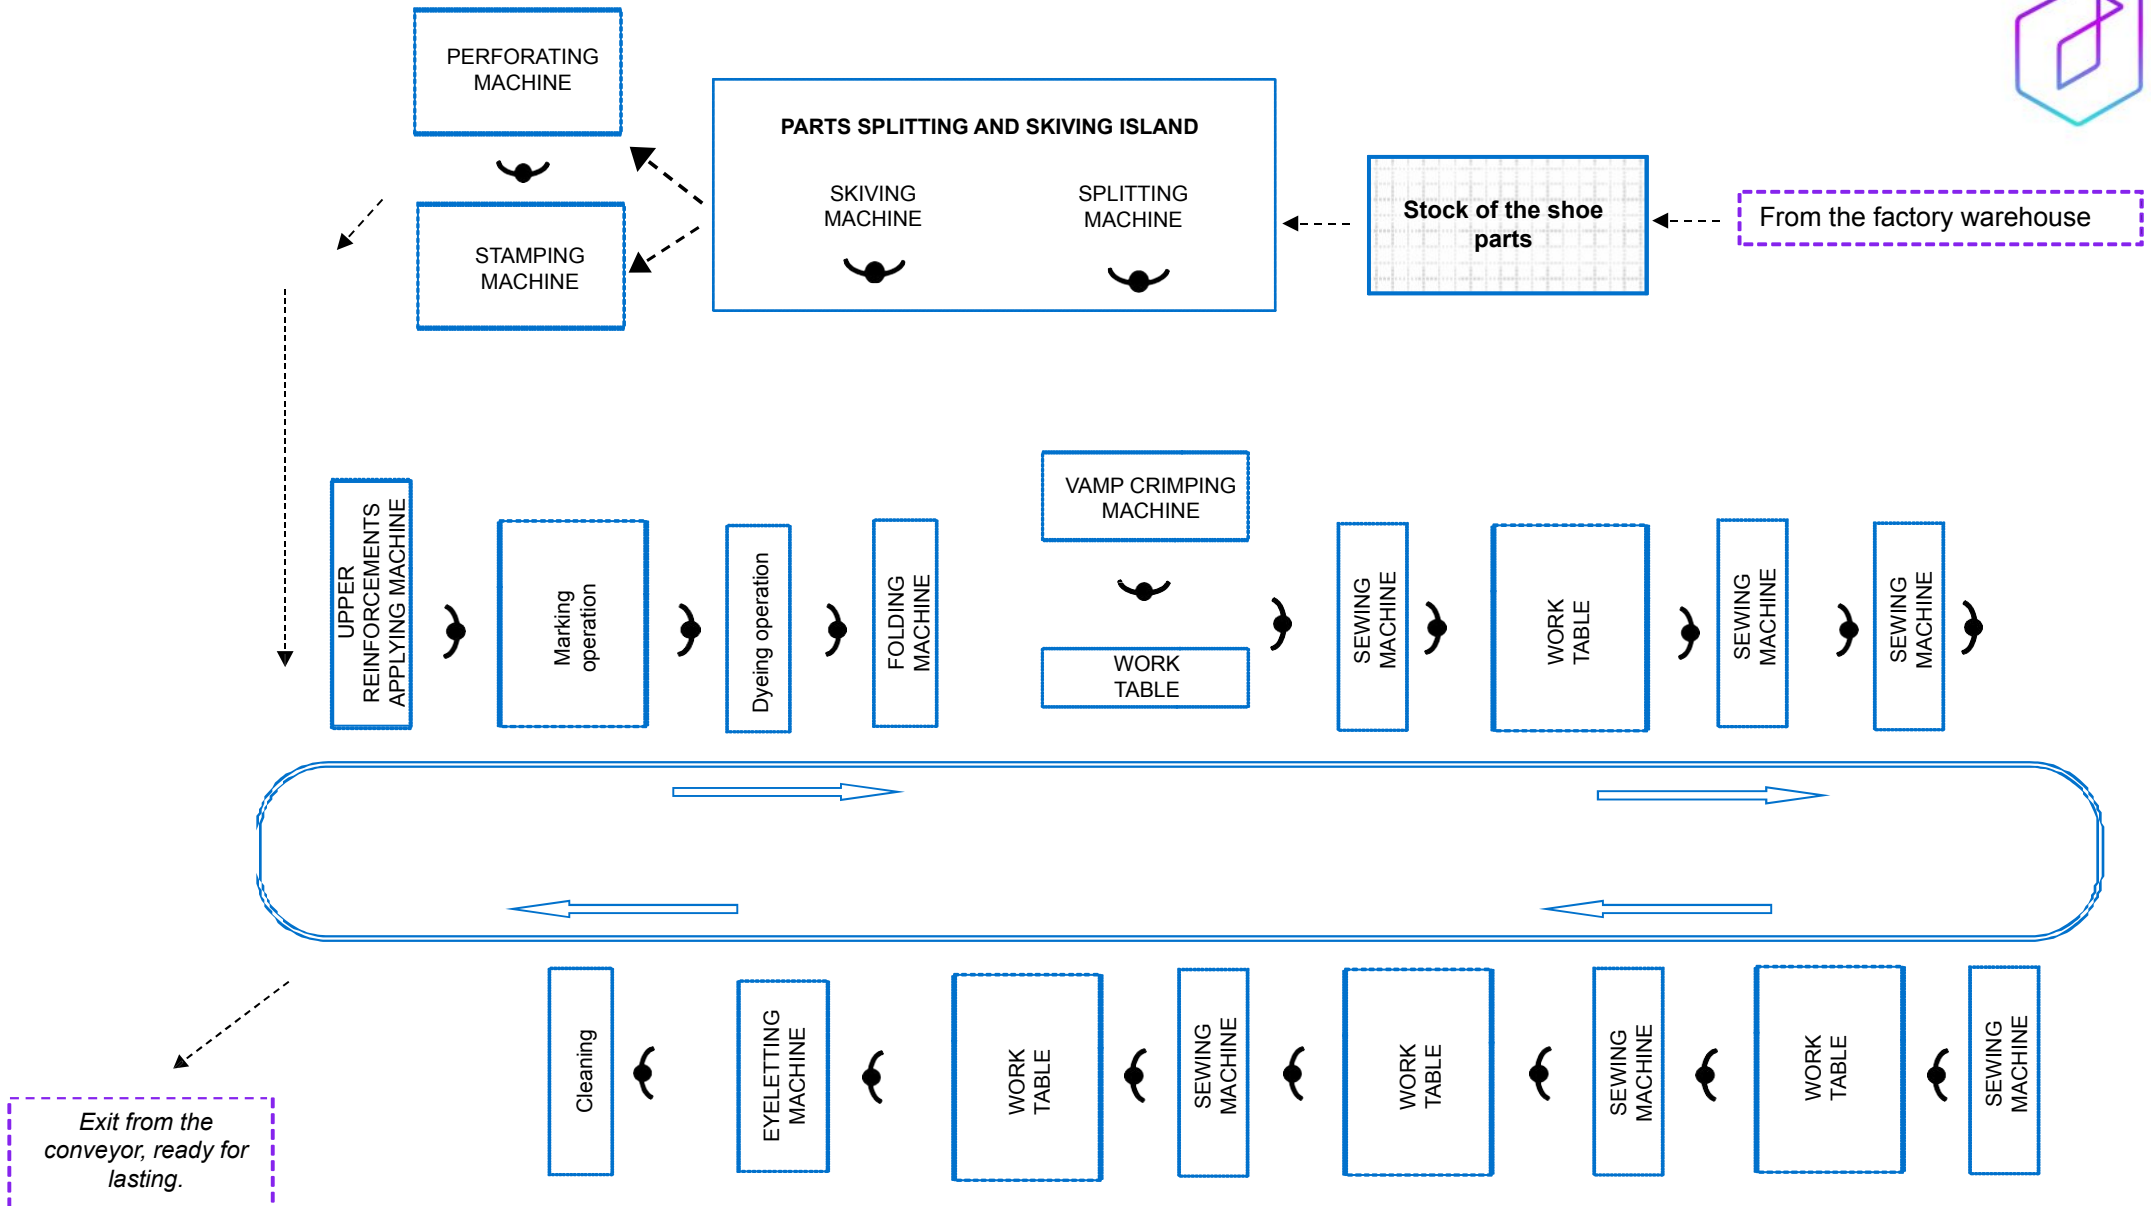 PERFORATING
MACHINE
PARTS SPLITTING AND SKIVING ISLAND
SKIVING
MACHINE
SPLITTING
MACHINE
Stock of the shoe
parts
From the factory warehouse
STAMPING
MACHINE
UPPER
REINFORCEMENTS
APPLYING MACHINE
Marking
operation
Dyeing operation
FOLDING
MACHINE
VAMP CRIMPING
MACHINE
WORK
TABLE
SEWING
MACHINE
WORK
TABLE
SEWING
MACHINE
SEWING
MACHINE
Cleaning
EYELETTING
MACHINE
WORK
TABLE
SEWING
MACHINE
WORK
TABLE
SEWING
MACHINE
WORK
TABLE
SEWING
MACHINE
Exit from the
conveyor, ready for
lasting.